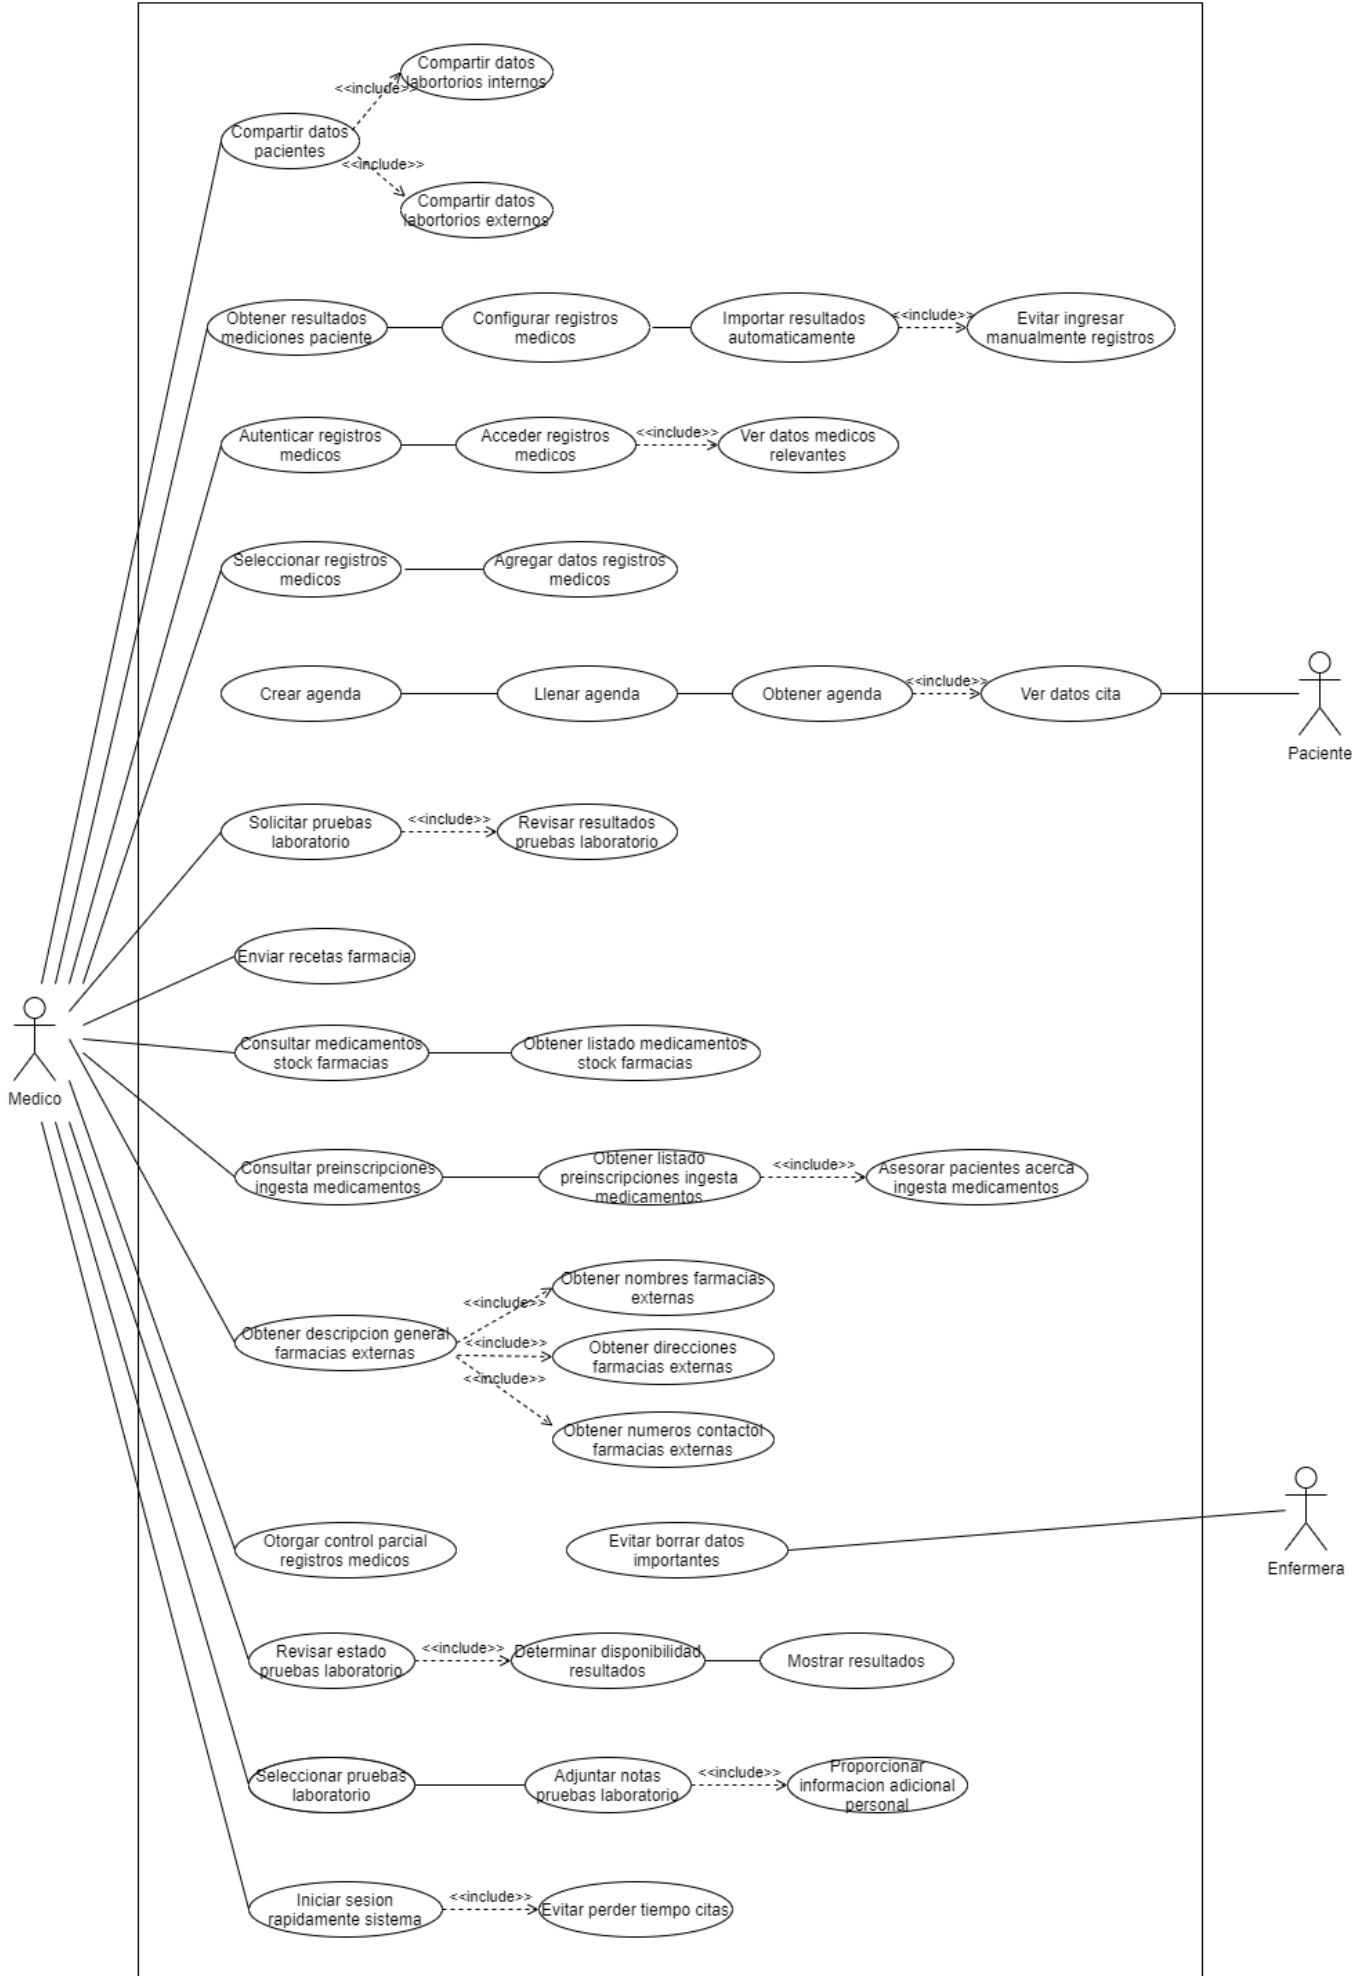 Compartir datos
labortorios internos
<<include>>
Compartir datos
pacientes
<<include>>
Compartir datos
labortorios externos
Obtener resultados
mediciones paciente
Configurar registros
medicos
Importar resultados
automaticamente
<<include>>
Evitar ingresar
manualmente registros
Autenticar registros
medicos
Acceder registros
medicos
<<include>>
Ver datos medicos
relevantes
Seleccionar registros
medicos
Agregar datos registros
medicos
Crear agenda
Llenar agenda
Obtener agenda
<<include>>
Ver datos cita
Paciente
Solicitar pruebas
laboratorio
<<include>>
Revisar resultados
pruebas laboratorio
Enviar recetas farmacia
Medico
Consultar medicamentos
stock farmacias
Obtener listado medicamentos
stock farmacias
Consultar preinscripciones
ingesta medicamentos
Obtener listado
preinscripciones ingesta
medicamentos
<<include>>
Asesorar pacientes acerca
ingesta medicamentos
Obtener descripcion general
farmacias externas
<<include>>
Obtener nombres farmacias
externas
<<include>>
Obtener direcciones
farmacias externas
<<include>>
Obtener numeros contactol
farmacias externas
Otorgar control parcial
registros medicos
Evitar borrar datos
importantes
Enfermera
Revisar estado
pruebas laboratorio
<<include>>
Determinar disponibilidad
resultados
Mostrar resultados
Seleccionar pruebas
laboratorio
Adjuntar notas
pruebas laboratorio
<<include>>
Proporcionar
informacion adicional
personal
Iniciar sesion
rapidamente sistema
<<include>>
Evitar perder tiempo citas